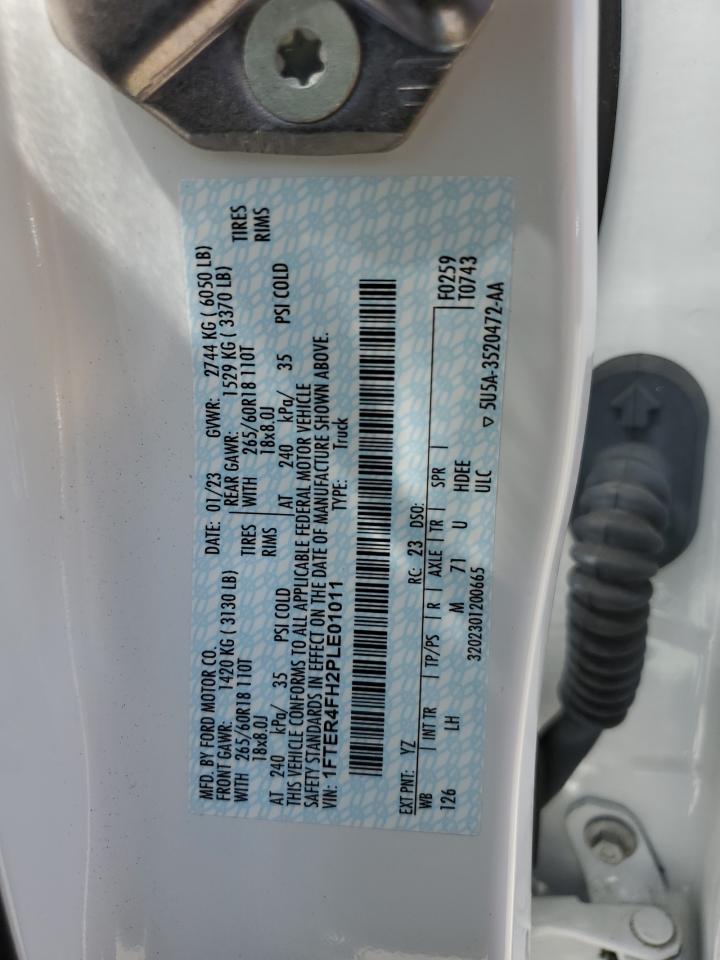 MFD. BY FORD MOTOR CO.
DATE: 01/23 GVWR: 2744 KG ( 6050 LB)
FRONT GAWR: 1420 KG ( 3130 LB)
REAR GAWR: 1529 KG ( 3370 LB)
WITH 265/60R18 110T TIRES
WITH 265/60R18 110T TIRES
18x8.0J RIMS
18x8.0J RIMS
AT 240 kPa/ 35 PSI COLD
AT 240 kPa/ 35 PSI COLD
THIS VEHICLE CONFORMS TO ALL APPLICABLE FEDERAL MOTOR VEHICLE
SAFETY STANDARDS IN EFFECT ON THE DATE OF MANUFACTURE SHOWN ABOVE.
VIN: 1FTER4FH2PLE01011 TYPE: Truck
EXT PNT: YZ RC: 23 DSO: F0259
WB | INT TR | TP/PS | R | AXLE | TR | SPR | T0743
126 LH M 71 U HDEE
3202301200665 ULC
▽ 5U5A-3520472-AA